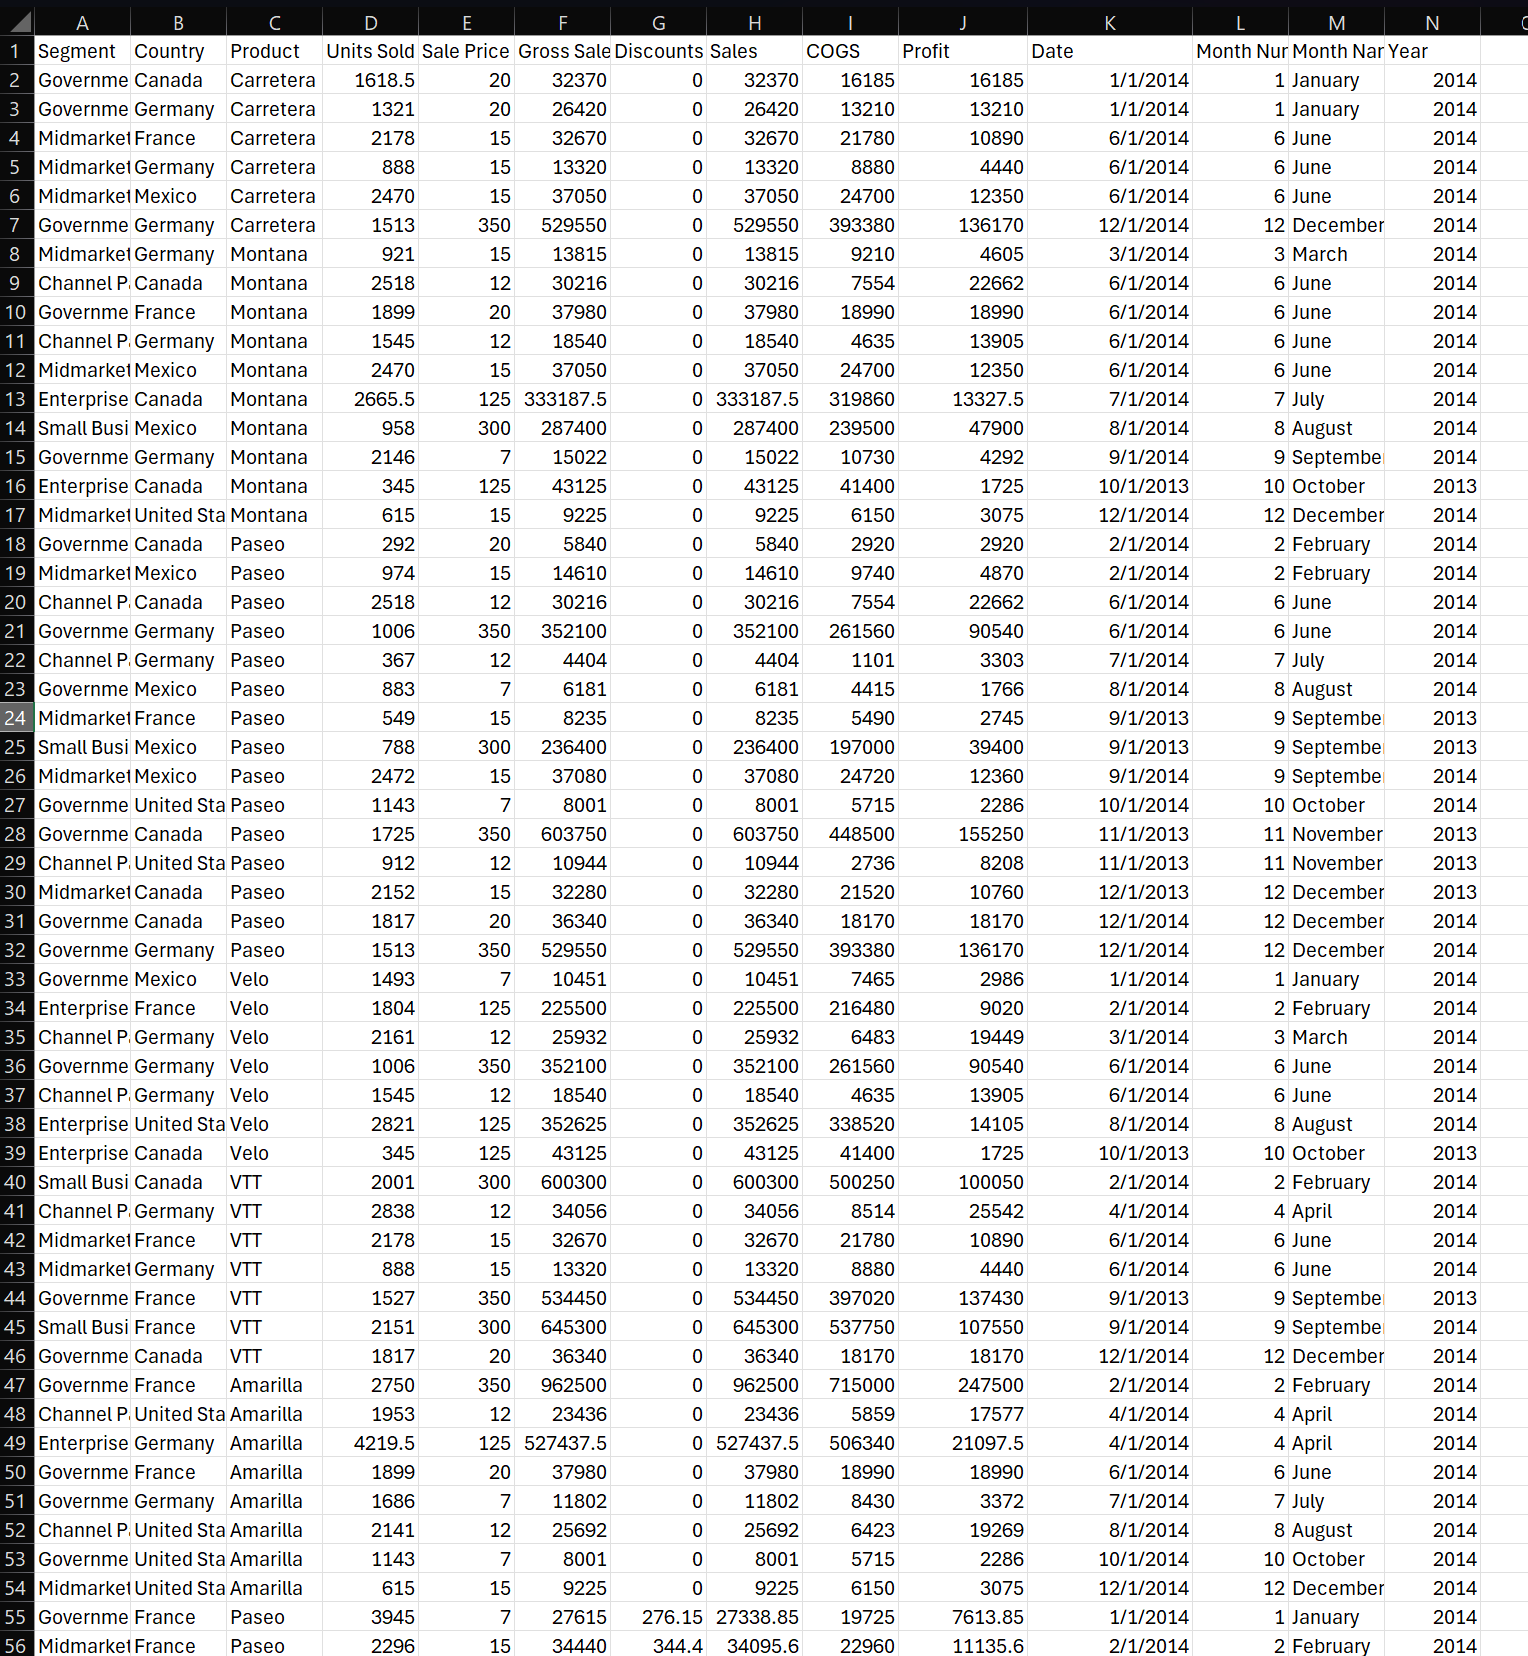 A B C D E F G H I J K L M N
1 Segment Country Product Units Sold Sale Price Gross Sale Discounts Sales COGS Profit Date Month Nur Month Nar Year
2 Governme Canada Carretera 1618.5 20 32370 0 32370 16185 16185 1/1/2014 1 January 2014
3 Governme Germany Carretera 1321 20 26420 0 26420 13210 13210 1/1/2014 1 January 2014
4 Midmarket France Carretera 2178 15 32670 0 32670 21780 10890 6/1/2014 6 June 2014
5 Midmarket Germany Carretera 888 15 13320 0 13320 8880 4440 6/1/2014 6 June 2014
6 Midmarket Mexico Carretera 2470 15 37050 0 37050 24700 12350 6/1/2014 6 June 2014
7 Governme Germany Carretera 1513 350 529550 0 529550 393380 136170 12/1/2014 12 December 2014
8 Midmarket Germany Montana 921 15 13815 0 13815 9210 4605 3/1/2014 3 March 2014
9 Channel P Canada Montana 2518 12 30216 0 30216 7554 22662 6/1/2014 6 June 2014
10 Governme France Montana 1899 20 37980 0 37980 18990 18990 6/1/2014 6 June 2014
11 Channel P Germany Montana 1545 12 18540 0 18540 4635 13905 6/1/2014 6 June 2014
12 Midmarket Mexico Montana 2470 15 37050 0 37050 24700 12350 6/1/2014 6 June 2014
13 Enterprise Canada Montana 2665.5 125 333187.5 0 333187.5 319860 13327.5 7/1/2014 7 July 2014
14 Small Busi Mexico Montana 958 300 287400 0 287400 239500 47900 8/1/2014 8 August 2014
15 Governme Germany Montana 2146 7 15022 0 15022 10730 4292 9/1/2014 9 Septembe 2014
16 Enterprise Canada Montana 345 125 43125 0 43125 41400 1725 10/1/2013 10 October 2013
17 Midmarket United Sta Montana 615 15 9225 0 9225 6150 3075 12/1/2014 12 December 2014
18 Governme Canada Paseo 292 20 5840 0 5840 2920 2920 2/1/2014 2 February 2014
19 Midmarket Mexico Paseo 974 15 14610 0 14610 9740 4870 2/1/2014 2 February 2014
20 Channel P Canada Paseo 2518 12 30216 0 30216 7554 22662 6/1/2014 6 June 2014
21 Governme Germany Paseo 1006 350 352100 0 352100 261560 90540 6/1/2014 6 June 2014
22 Channel P Germany Paseo 367 12 4404 0 4404 1101 3303 7/1/2014 7 July 2014
23 Governme Mexico Paseo 883 7 6181 0 6181 4415 1766 8/1/2014 8 August 2014
24 Midmarket France Paseo 549 15 8235 0 8235 5490 2745 9/1/2013 9 Septembe 2013
25 Small Busi Mexico Paseo 788 300 236400 0 236400 197000 39400 9/1/2013 9 Septembe 2013
26 Midmarket Mexico Paseo 2472 15 37080 0 37080 24720 12360 9/1/2014 9 Septembe 2014
27 Governme United Sta Paseo 1143 7 8001 0 8001 5715 2286 10/1/2014 10 October 2014
28 Governme Canada Paseo 1725 350 603750 0 603750 448500 155250 11/1/2013 11 November 2013
29 Channel P United Sta Paseo 912 12 10944 0 10944 2736 8208 11/1/2013 11 November 2013
30 Midmarket Canada Paseo 2152 15 32280 0 32280 21520 10760 12/1/2013 12 December 2013
31 Governme Canada Paseo 1817 20 36340 0 36340 18170 18170 12/1/2014 12 December 2014
32 Governme Germany Paseo 1513 350 529550 0 529550 393380 136170 12/1/2014 12 December 2014
33 Governme Mexico Velo 1493 7 10451 0 10451 7465 2986 1/1/2014 1 January 2014
34 Enterprise France Velo 1804 125 225500 0 225500 216480 9020 2/1/2014 2 February 2014
35 Channel P Germany Velo 2161 12 25932 0 25932 6483 19449 3/1/2014 3 March 2014
36 Governme Germany Velo 1006 350 352100 0 352100 261560 90540 6/1/2014 6 June 2014
37 Channel P Germany Velo 1545 12 18540 0 18540 4635 13905 6/1/2014 6 June 2014
38 Enterprise United Sta Velo 2821 125 352625 0 352625 338520 14105 8/1/2014 8 August 2014
39 Enterprise Canada Velo 345 125 43125 0 43125 41400 1725 10/1/2013 10 October 2013
40 Small Busi Canada VTT 2001 300 600300 0 600300 500250 100050 2/1/2014 2 February 2014
41 Channel P Germany VTT 2838 12 34056 0 34056 8514 25542 4/1/2014 4 April 2014
42 Midmarket France VTT 2178 15 32670 0 32670 21780 10890 6/1/2014 6 June 2014
43 Midmarket Germany VTT 888 15 13320 0 13320 8880 4440 6/1/2014 6 June 2014
44 Governme France VTT 1527 350 534450 0 534450 397020 137430 9/1/2013 9 Septembe 2013
45 Small Busi France VTT 2151 300 645300 0 645300 537750 107550 9/1/2014 9 Septembe 2014
46 Governme Canada VTT 1817 20 36340 0 36340 18170 18170 12/1/2014 12 December 2014
47 Governme France Amarilla 2750 350 962500 0 962500 715000 247500 2/1/2014 2 February 2014
48 Channel P United Sta Amarilla 1953 12 23436 0 23436 5859 17577 4/1/2014 4 April 2014
49 Enterprise Germany Amarilla 4219.5 125 527437.5 0 527437.5 506340 21097.5 4/1/2014 4 April 2014
50 Governme France Amarilla 1899 20 37980 0 37980 18990 18990 6/1/2014 6 June 2014
51 Governme Germany Amarilla 1686 7 11802 0 11802 8430 3372 7/1/2014 7 July 2014
52 Channel P United Sta Amarilla 2141 12 25692 0 25692 6423 19269 8/1/2014 8 August 2014
53 Governme United Sta Amarilla 1143 7 8001 0 8001 5715 2286 10/1/2014 10 October 2014
54 Midmarket United Sta Amarilla 615 15 9225 0 9225 6150 3075 12/1/2014 12 December 2014
55 Governme France Paseo 3945 7 27615 276.15 27338.85 19725 7613.85 1/1/2014 1 January 2014
56 Midmarket France Paseo 2296 15 34440 344.4 34095.6 22960 11135.6 2/1/2014 2 February 2014